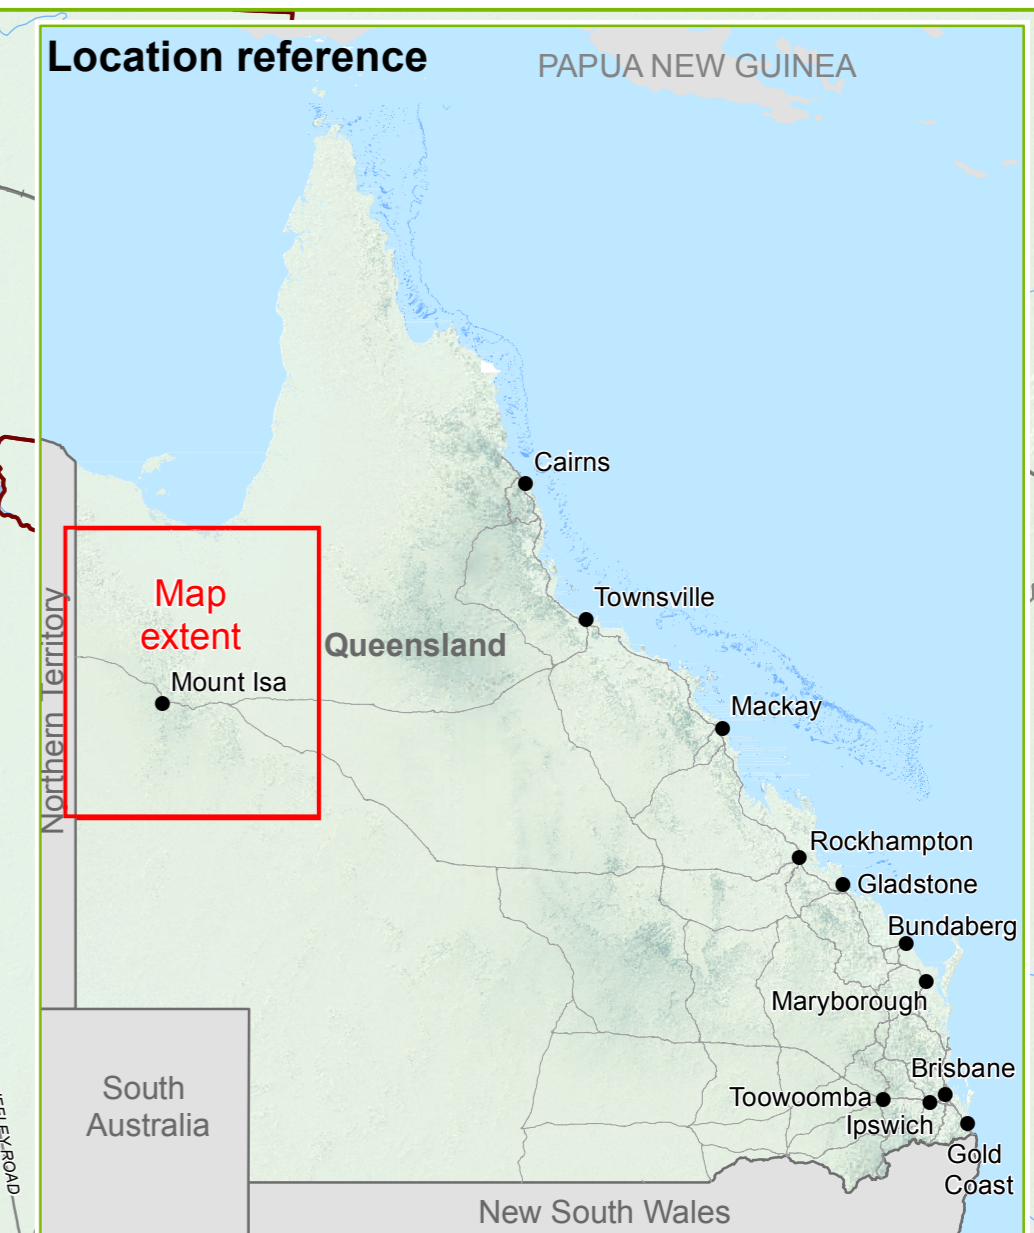 Location reference
PAPUA NEW GUINEA
Cairns
Map
extent
Townsville
Queensland
Northern Territory
Mount Isa
Mackay
Rockhampton
Gladstone
Bundaberg
Maryborough
Brisbane
South
Australia
Toowoomba
Ipswich
Gold
Coast
New South Wales
ROAD